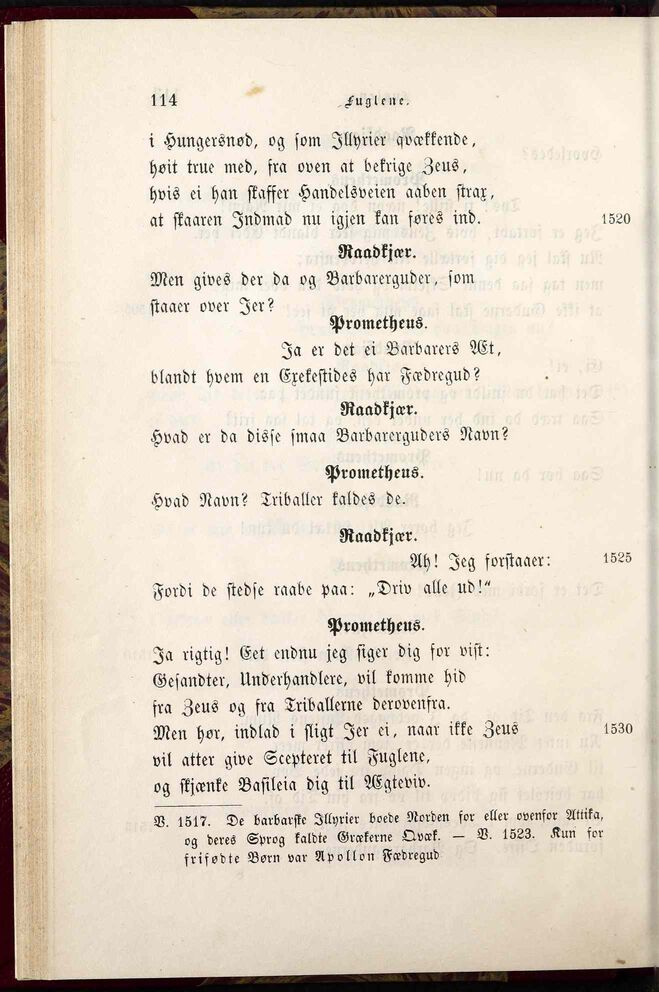 114
Fuglene.
i Hungersnød, og som Illyrier qvækkende,
høit true med, fra oven at bekrige Zeus,
hvis ei han skaffer Handelsveien aaben strax,
at skaaren Indmad nu igjen kan føres ind. 1520
Raadkjær.
Men gives der da og Barbarerguder, som
staaer over Jer?
Prometheus.
Ja er det ei Barbarers Æt,
blandt hvem en Exekestides har Fædregud?
Raadkjær.
Hvad er da disse smaa Barbarerguders Navn?
Prometheus.
Hvad Navn? Triballer kaldes de.
Raadkjær.
Ah! Jeg forstaaer: 1525
Fordi de stedse raabe paa: „Driv alle ud!“
Prometheus.
Ja rigtig! Eet endnu jeg siger dig for vist:
Gesandter, Underhandlere, vil komme hid
fra Zeus og fra Triballerne derovenfra.
Men hør, indlad i sligt Jer ei, naar ikke Zeus 1530
vil atter give Scepteret til Fuglene,
og skjænke Basileia dig til Ægteviv.
V. 1517. De barbarske Illyrier boede Norden for eller ovenfor Attika,
og deres Sprog kaldte Grækerne Qvæk. — V. 1523. Kun for
frifødte Børn var Apollon Fædregud